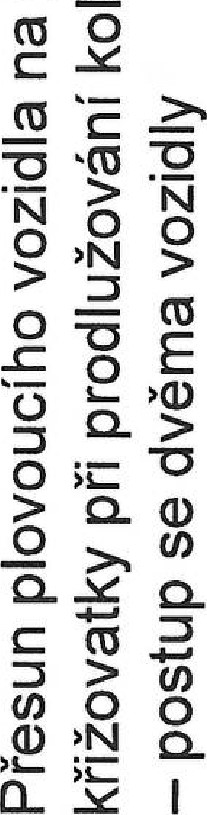 Přesun plovoucího vozidla na
křižovatky při prodlužování kol
– postup se dvěma vozidly